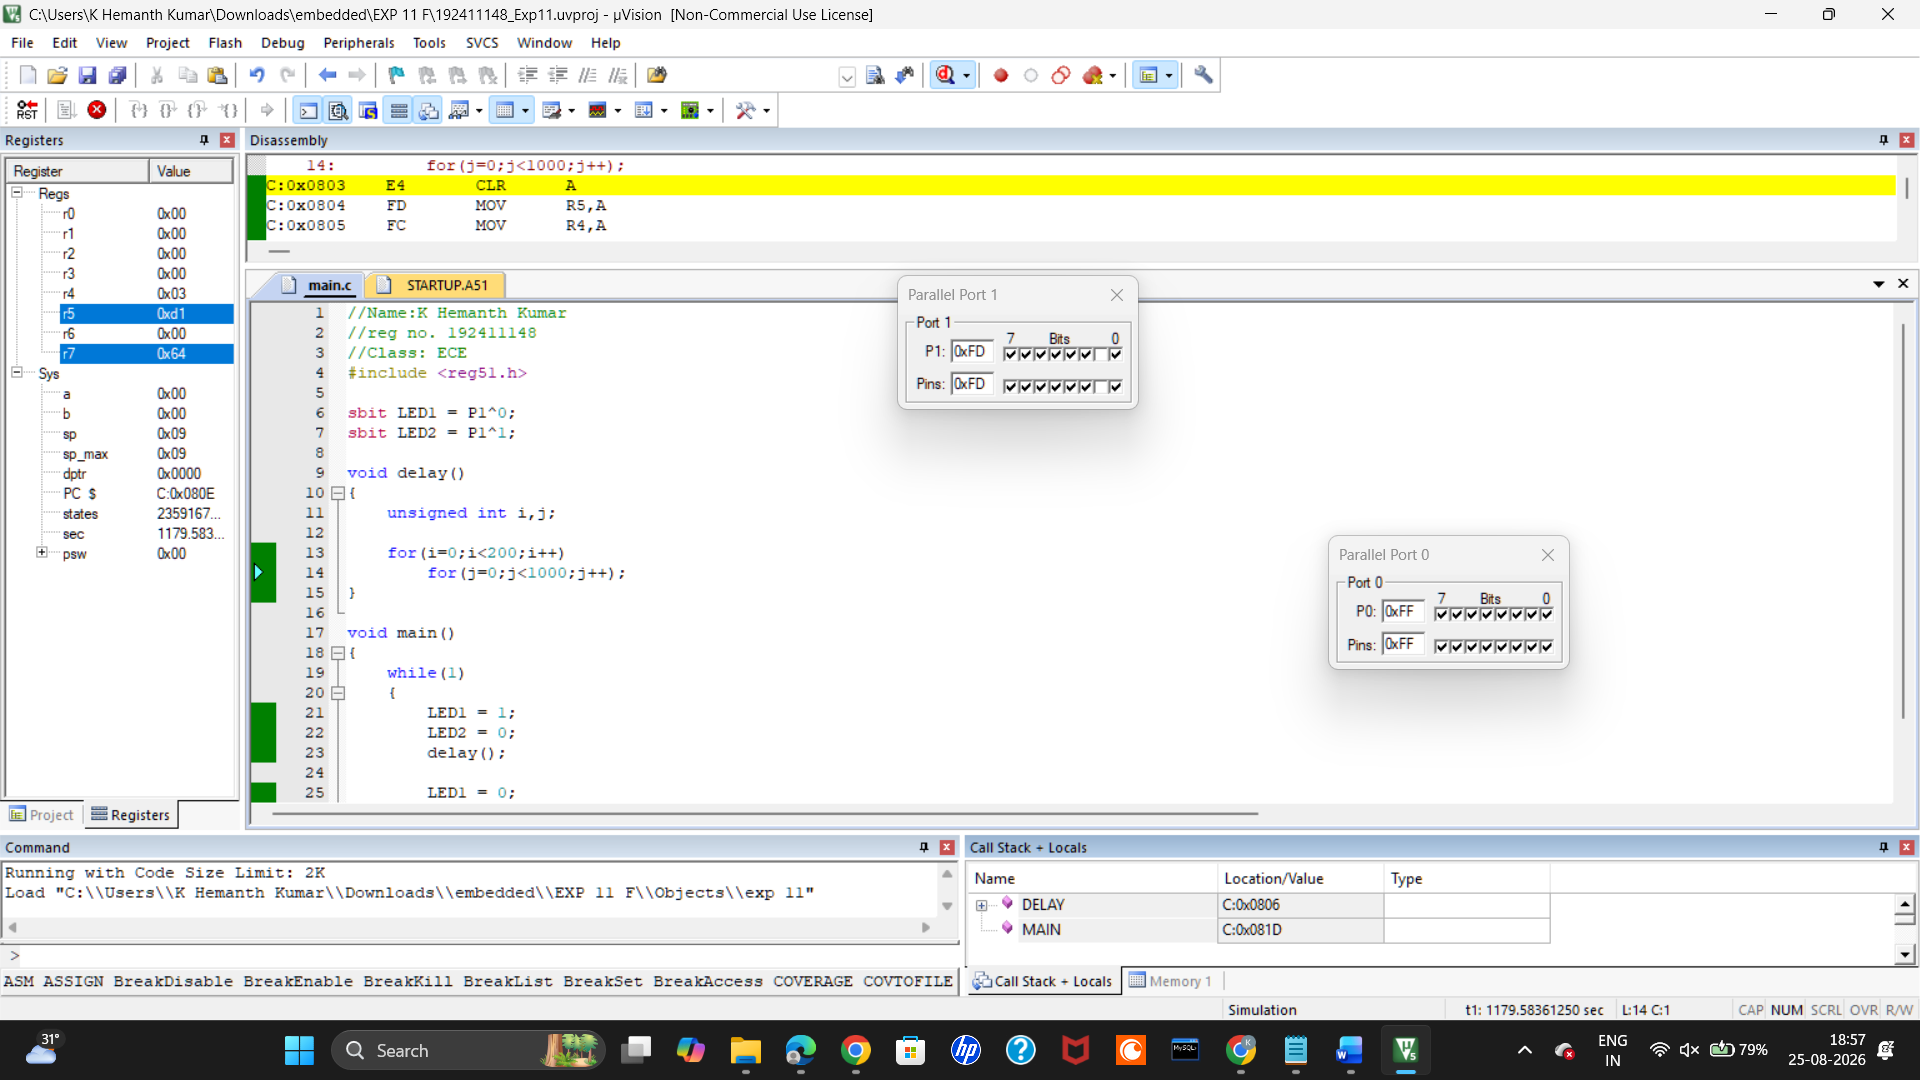 C:\Users\K Hemanth Kumar\Downloads\embedded\EXP 11 F\192411148_Exp11.uvproj - µVision [Non-Commercial Use License]
File Edit View Project Flash Debug Peripherals Tools SVCS Window Help
RST
Registers
Register Value
Regs
r0 0x00
r1 0x00
r2 0x00
r3 0x00
r4 0x03
r5 0xd1
r6 0x00
r7 0x64
Sys
a 0x00
b 0x00
sp 0x09
sp_max 0x09
dptr 0x0000
PC $ C:0x080E
states 2359167...
sec 1179.583...
psw 0x00
Project Registers
Disassembly
14: for(j=0;j<1000;j++);
C:0x0803 E4 CLR A
C:0x0804 FD MOV R5,A
C:0x0805 FC MOV R4,A
main.c STARTUP.A51
1 //Name:K Hemanth Kumar
2 //reg no. 192411148
3 //Class: ECE
4 #include <reg51.h>
5
6 sbit LED1 = P1^0;
7 sbit LED2 = P1^1;
8
9 void delay()
10 {
11 unsigned int i,j;
12
13 for(i=0;i<200;i++)
14 for(j=0;j<1000;j++);
15 }
16
17 void main()
18 {
19 while(1)
20 {
21 LED1 = 1;
22 LED2 = 0;
23 delay();
24
25 LED1 = 0;
Parallel Port 1
Port 1
7 Bits 0
P1: 0xFD
Pins: 0xFD
Parallel Port 0
Port 0
7 Bits 0
P0: 0xFF
Pins: 0xFF
Command
Running with Code Size Limit: 2K
Load "C:\\Users\\K Hemanth Kumar\\Downloads\\embedded\\EXP 11 F\\Objects\\exp 11"
>
ASM ASSIGN BreakDisable BreakEnable BreakKill BreakList BreakSet BreakAccess COVERAGE COVTOFILE
Call Stack + Locals
Name Location/Value Type
DELAY C:0x0806
MAIN C:0x081D
Call Stack + Locals Memory 1
Simulation t1: 1179.58361250 sec L:14 C:1 CAP NUM SCRL OVR R/W
31°
Search
hp
MySQL
K
W
ENG
IN
79%
18:57
25-08-2026